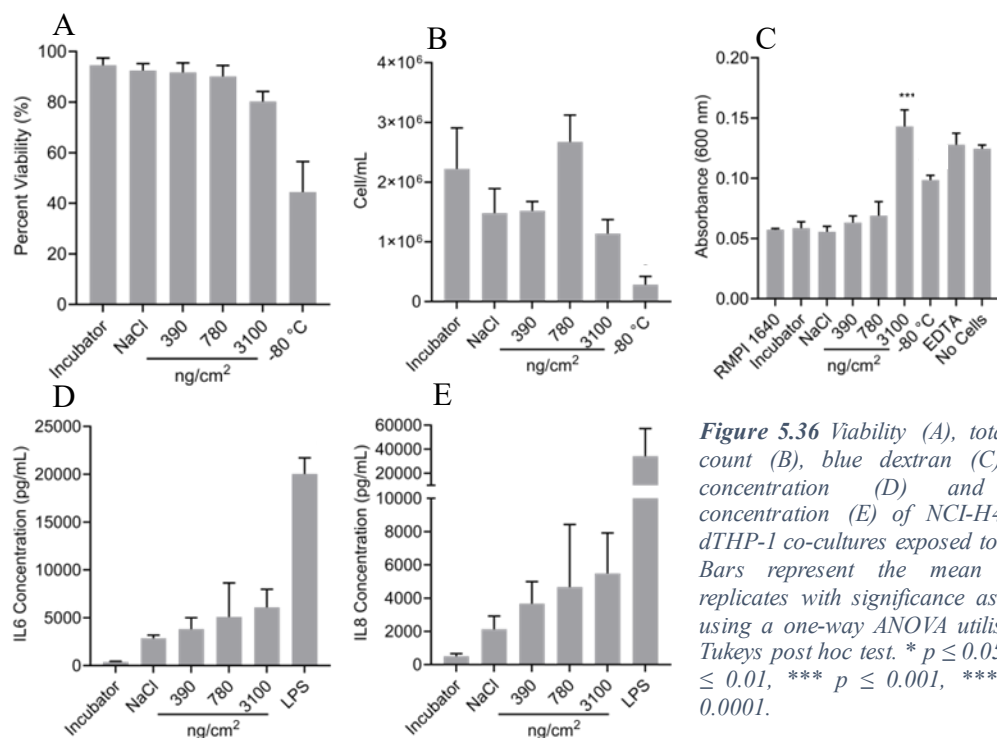 A
Percent Viability (%)
100
80
60
40
20
0
Incubator
NaCl
390
780
3100
-80 °C
ng/cm²
B
Cell/mL
4×10⁶
3×10⁶
2×10⁶
1×10⁶
0
Incubator
NaCl
390
780
3100
-80 °C
ng/cm²
C
Absorbance (600 nm)
0.20
0.15
0.10
0.05
0.00
***
RMPI 1640
Incubator
NaCl
390
780
3100
-80 °C
EDTA
No Cells
ng/cm²
D
IL6 Concentration (pg/mL)
25000
20000
15000
10000
5000
0
Incubator
NaCl
390
780
3100
LPS
ng/cm²
E
IL8 Concentration (pg/mL)
60000
40000
20000
10000
8000
6000
4000
2000
0
Incubator
NaCl
390
780
3100
LPS
ng/cm²
Figure 5.36 Viability (A), tota
count (B), blue dextran (C)
concentration (D) and
concentration (E) of NCI-H4
dTHP-1 co-cultures exposed to
Bars represent the mean
replicates with significance as
using a one-way ANOVA utilis
Tukeys post hoc test. * p ≤ 0.05
≤ 0.01, *** p ≤ 0.001, ***
0.0001.